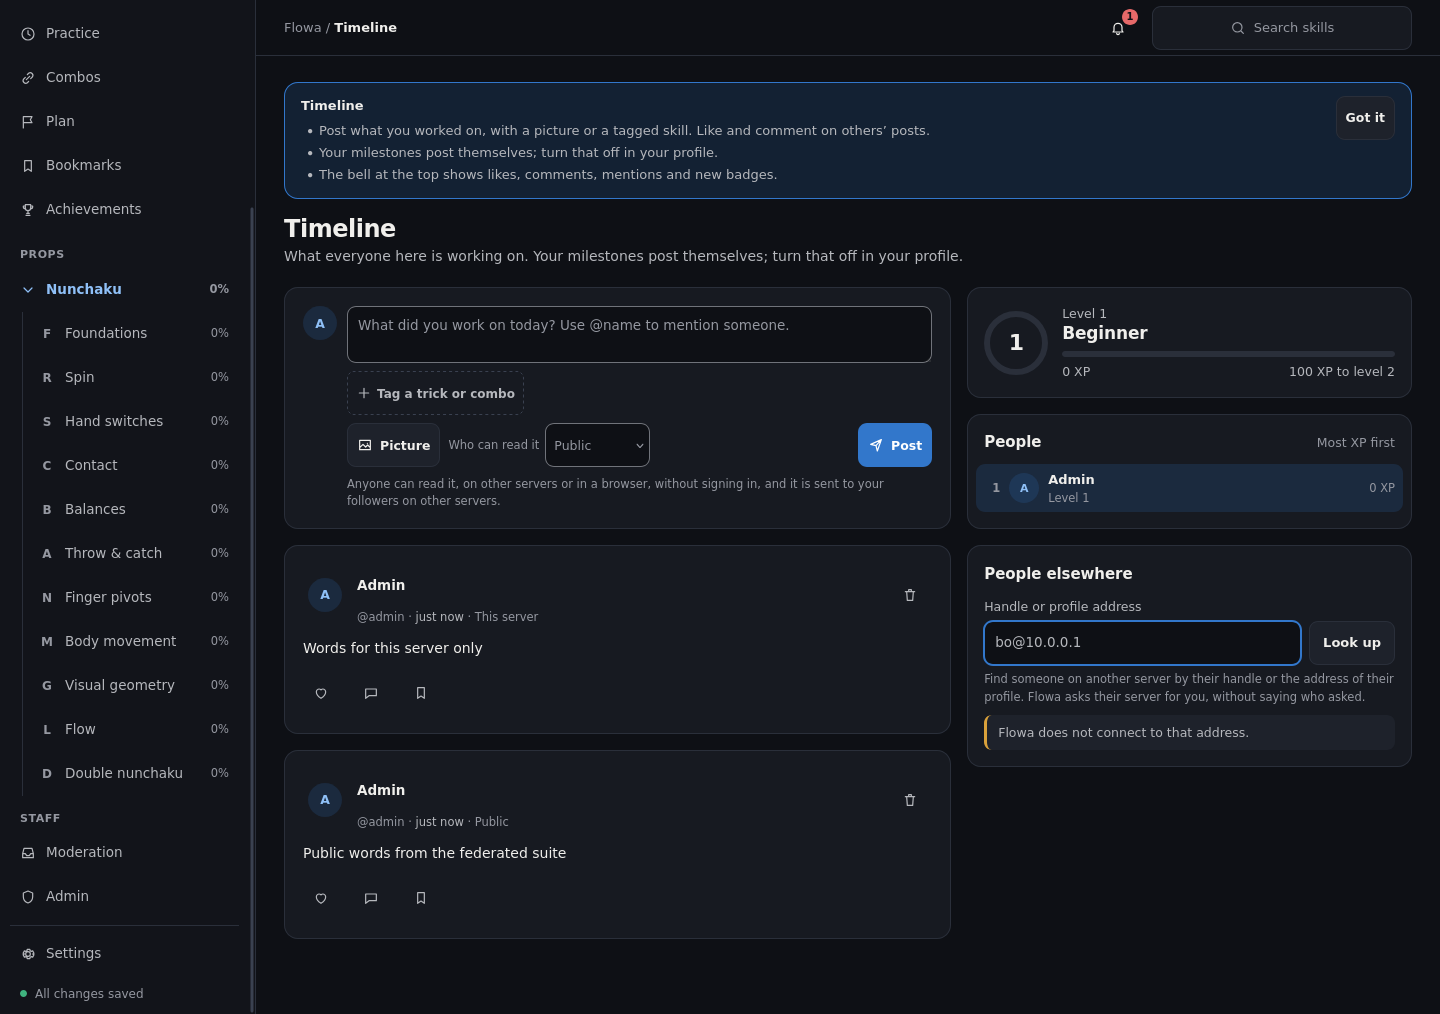 Practice
Combos
Plan
Bookmarks
Achievements
PROPS
Nunchaku 0%
F Foundations 0%
R Spin 0%
S Hand switches 0%
C Contact 0%
B Balances 0%
A Throw & catch 0%
N Finger pivots 0%
M Body movement 0%
G Visual geometry 0%
L Flow 0%
D Double nunchaku 0%
STAFF
Moderation
Admin
Settings
All changes saved
Flowa / Timeline
1
Search skills
Timeline
• Post what you worked on, with a picture or a tagged skill. Like and comment on others’ posts.
• Your milestones post themselves; turn that off in your profile.
• The bell at the top shows likes, comments, mentions and new badges.
Got it
Timeline
What everyone here is working on. Your milestones post themselves; turn that off in your profile.
A
What did you work on today? Use @name to mention someone.
Tag a trick or combo
Picture
Who can read it
Public
Post
Anyone can read it, on other servers or in a browser, without signing in, and it is sent to your
followers on other servers.
A
Admin
@admin · just now · This server
Words for this server only
A
Admin
@admin · just now · Public
Public words from the federated suite
1
Level 1
Beginner
0 XP
100 XP to level 2
People
Most XP first
1
A
Admin
Level 1
0 XP
People elsewhere
Handle or profile address
bo@10.0.0.1
Look up
Find someone on another server by their handle or the address of their
profile. Flowa asks their server for you, without saying who asked.
Flowa does not connect to that address.